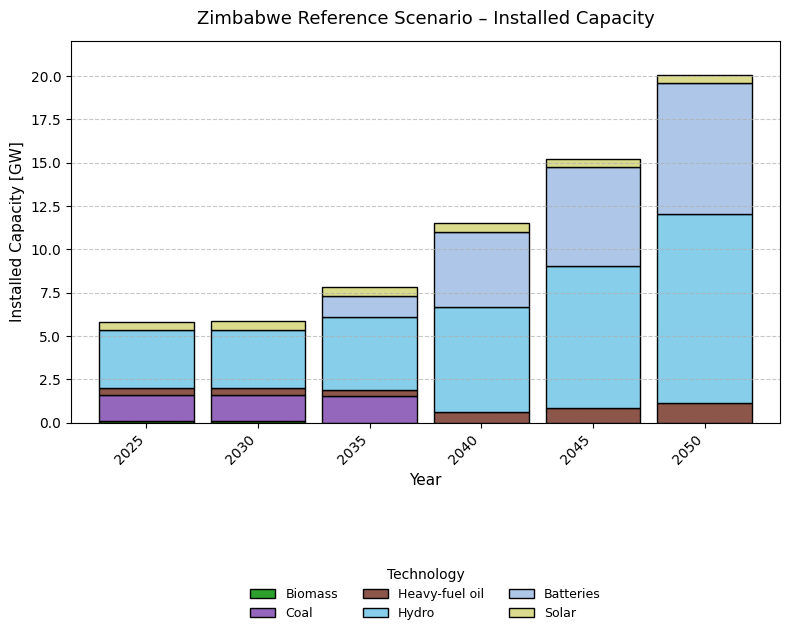 Zimbabwe Reference Scenario – Installed Capacity
Installed Capacity [GW]
20.0
17.5
15.0
12.5
10.0
7.5
5.0
2.5
0.0
2025 2030 2035 2040 2045 2050
Year
Technology
Biomass Heavy-fuel oil Batteries
Coal Hydro Solar